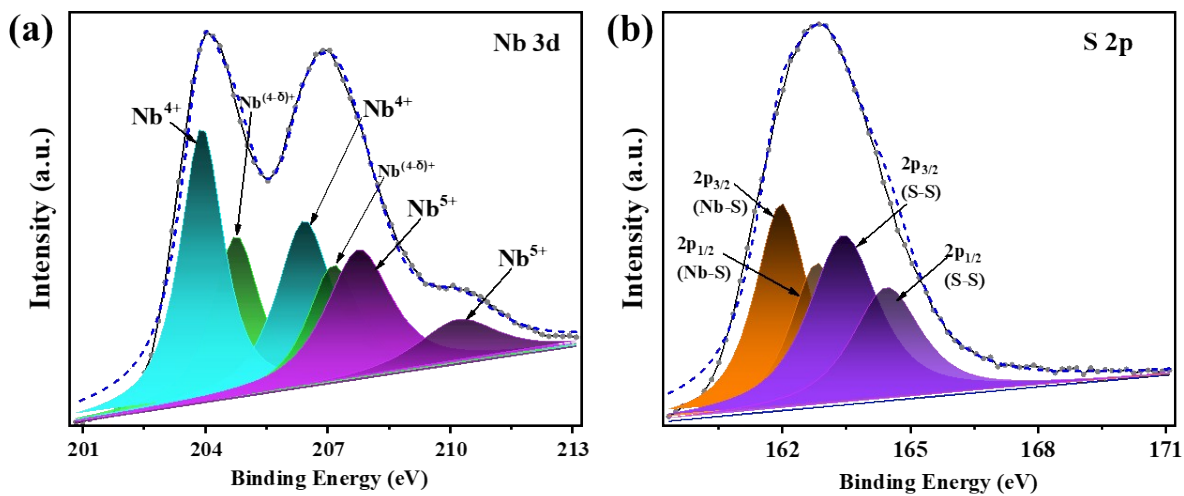 (a)
Nb 3d
Nb⁴⁺
Nb⁽⁴⁻ᵟ⁾⁺
Nb⁴⁺
Nb⁽⁴⁻ᵟ⁾⁺
Nb⁵⁺
Nb⁵⁺
Intensity (a.u.)
201 204 207 210 213
Binding Energy (eV)
(b)
S 2p
2p₃/₂
(Nb-S)
2p₁/₂
(Nb-S)
2p₃/₂
(S-S)
2p₁/₂
(S-S)
Intensity (a.u.)
162 165 168 171
Binding Energy (eV)